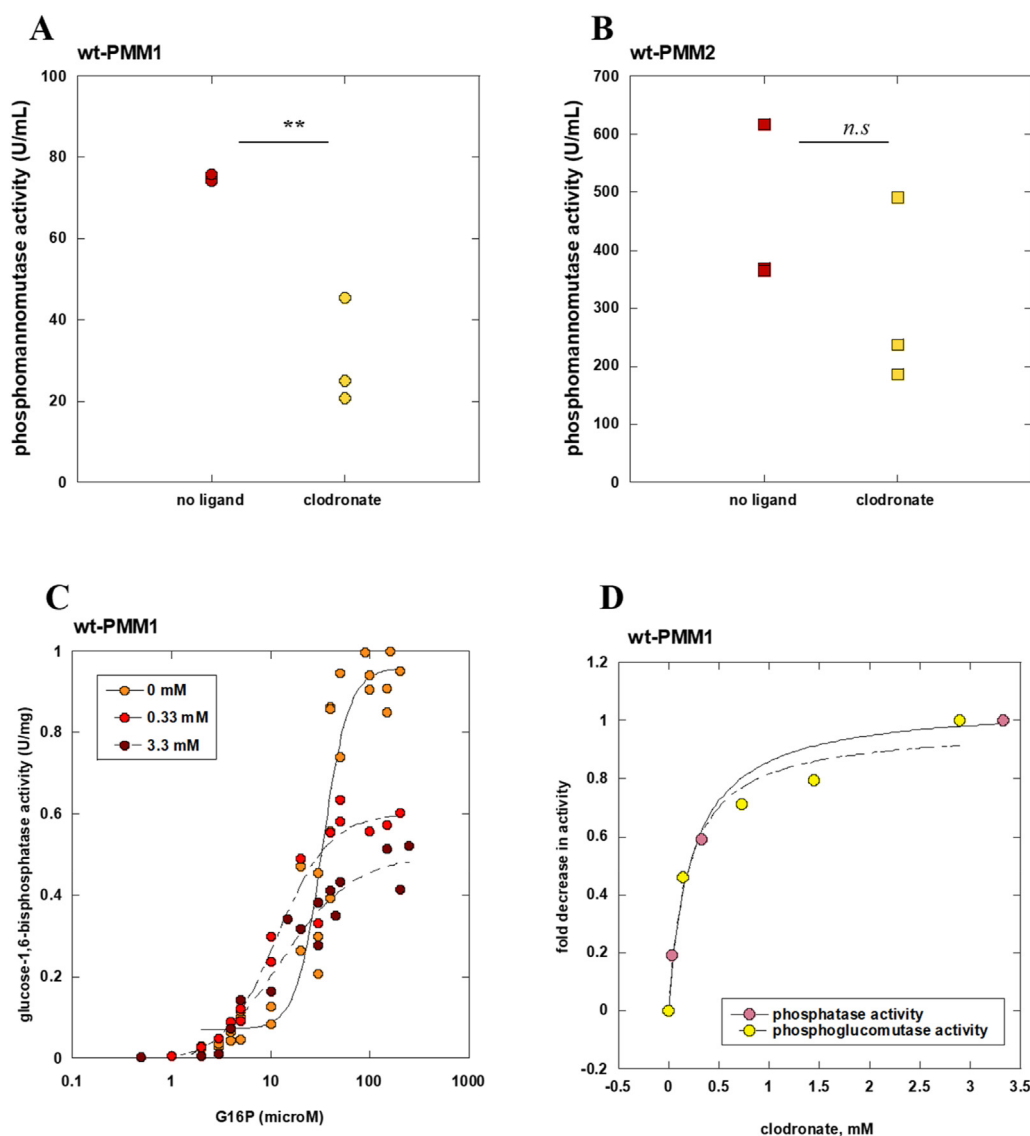 A
wt-PMM1
phosphomannomutase activity (U/mL)
100
80
60
40
20
0
**
no ligand
clodronate
B
wt-PMM2
phosphomannomutase activity (U/mL)
700
600
500
400
300
200
100
0
n.s
no ligand
clodronate
C
wt-PMM1
glucose-1,6-bisphosphatase activity (U/mg)
1
0.8
0.6
0.4
0.2
0
0 mM
0.33 mM
3.3 mM
0.1
1
10
100
1000
G16P (microM)
D
wt-PMM1
fold decrease in activity
1.2
1
0.8
0.6
0.4
0.2
0
-0.2
phosphatase activity
phosphoglucomutase activity
-0.5
0
0.5
1
1.5
2
2.5
3
3.5
clodronate, mM